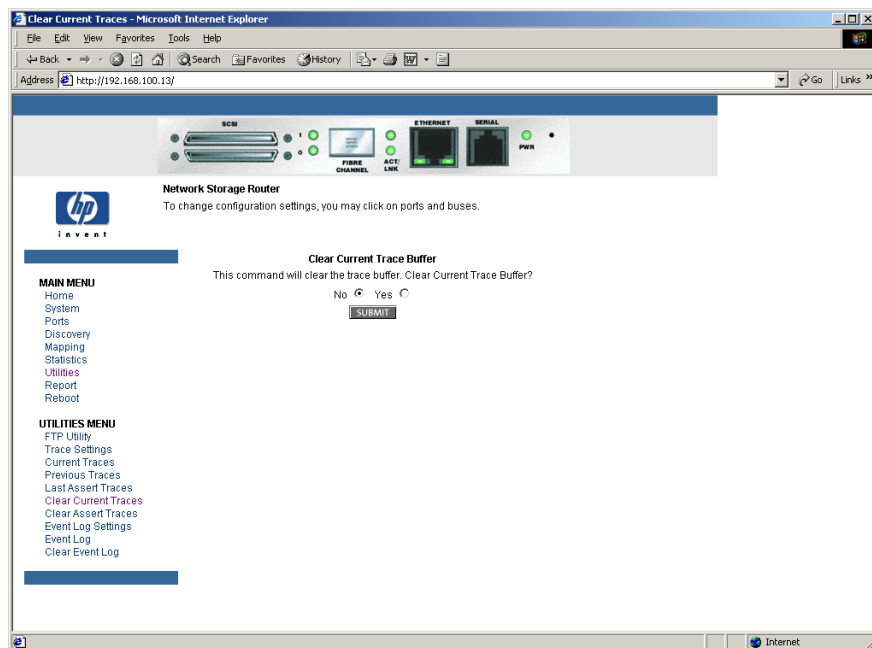 Clear Current Traces - Microsoft Internet Explorer
File Edit View Favorites Tools Help
Back Search Favorites History
Address http://192.168.100.13/ Go Links »
SCSI
1
0
FIBRE CHANNEL
ACT/ LNK
ETHERNET
SERIAL
PWR
hp
invent
Network Storage Router
To change configuration settings, you may click on ports and buses.
Clear Current Trace Buffer
This command will clear the trace buffer. Clear Current Trace Buffer?
No Yes
SUBMIT
MAIN MENU
Home
System
Ports
Discovery
Mapping
Statistics
Utilities
Report
Reboot
UTILITIES MENU
FTP Utility
Trace Settings
Current Traces
Previous Traces
Last Assert Traces
Clear Current Traces
Clear Assert Traces
Event Log Settings
Event Log
Clear Event Log
Internet